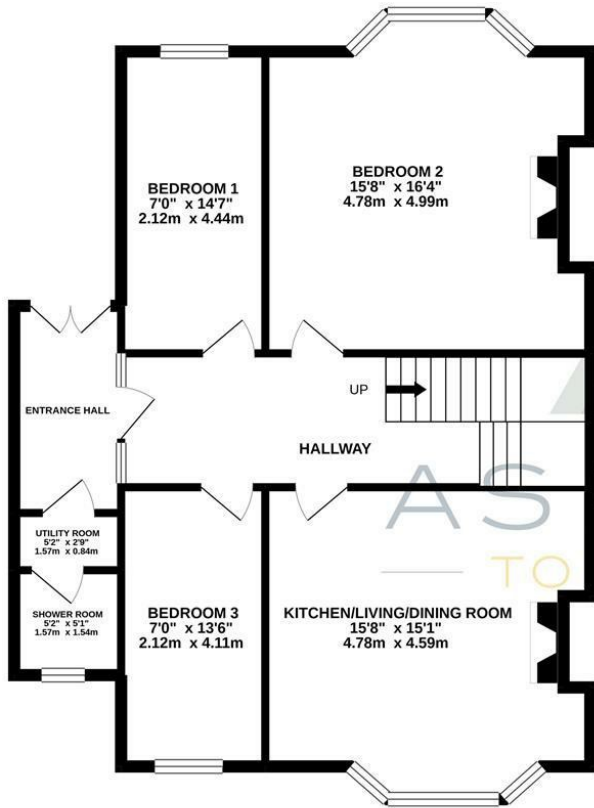 BEDROOM 1
7'0" x 14'7"
2.12m x 4.44m
BEDROOM 2
15'8" x 16'4"
4.78m x 4.99m
ENTRANCE HALL
UP
HALLWAY
UTILITY ROOM
5'2" x 2'9"
1.57m x 0.84m
SHOWER ROOM
5'2" x 5'1"
1.57m x 1.54m
BEDROOM 3
7'0" x 13'6"
2.12m x 4.11m
KITCHEN/LIVING/DINING ROOM
15'8" x 15'1"
4.78m x 4.59m
AS
TO